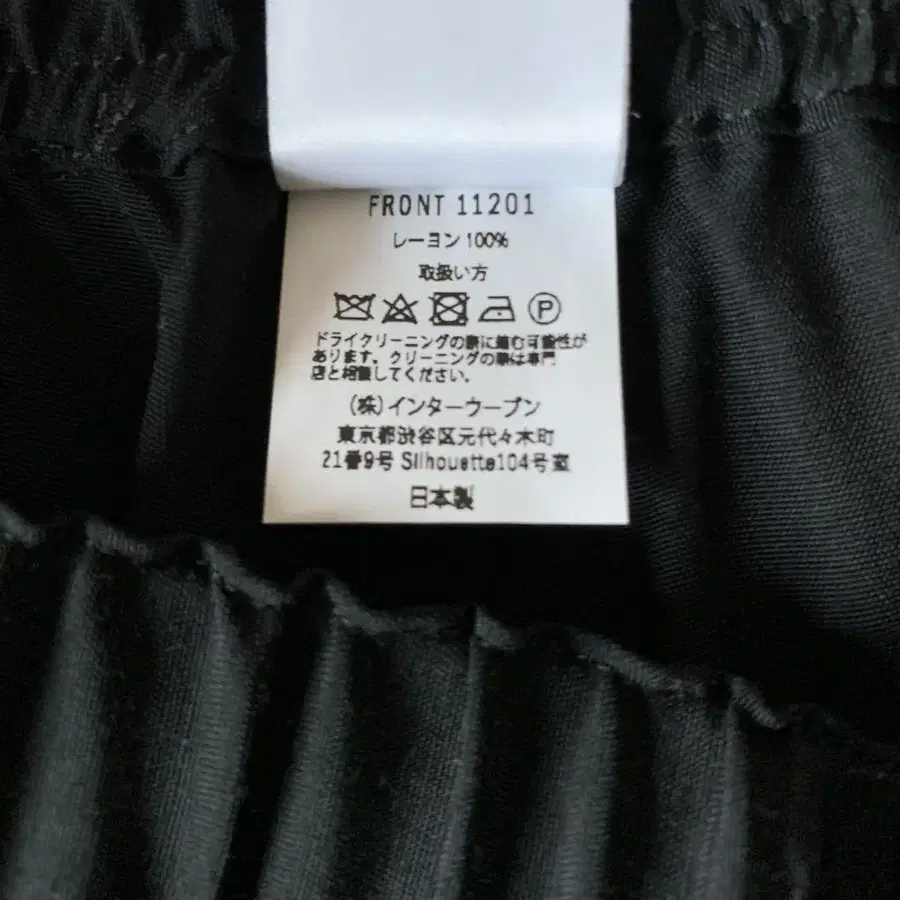 FRONT 11201
レーヨン 100%
取扱い方
P
ドライクリーニングの際に縮む可能性が
あります。クリーニングの際は専門
店と相談してください。
(株)インターウーブン
東京都渋谷区元代々木町
21番9号 Silhouette104号室
日本製